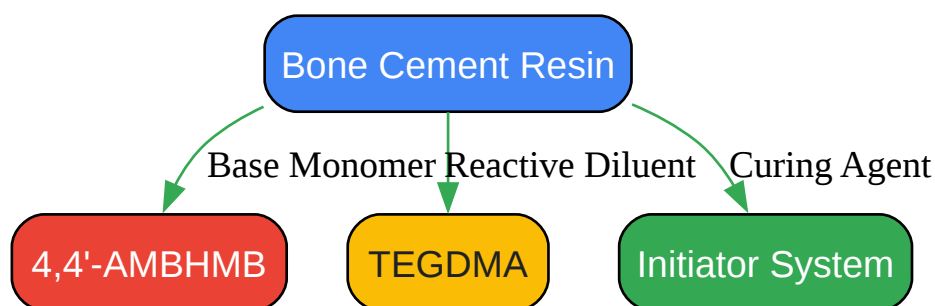 Bone Cement Resin
Base Monomer
Reactive Diluent
Curing Agent
4,4'-AMBHMB
TEGDMA
Initiator System